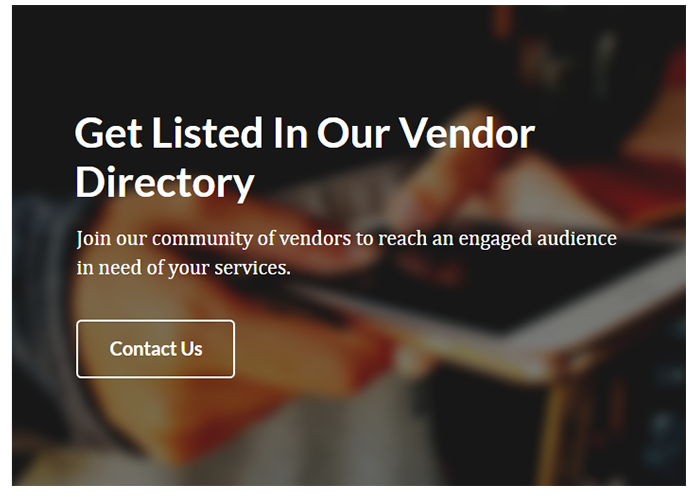 Get Listed In Our Vendor
Directory
Join our community of vendors to reach an engaged audience
in need of your services.
Contact Us